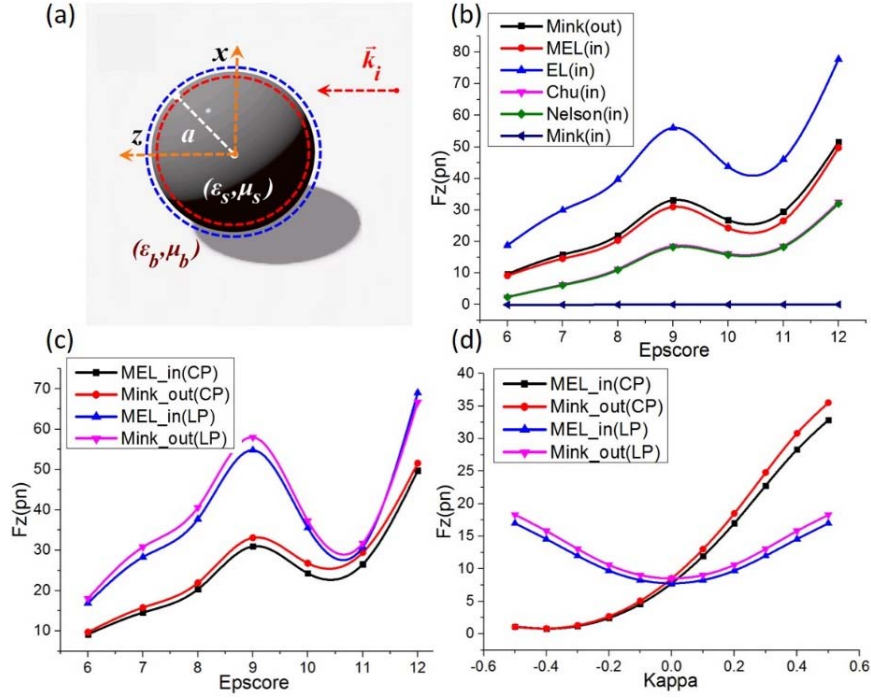 (a)
x
k⃗ᵢ
z
a
(εₛ,μₛ)
(ε_b,μ_b)
(b)
Mink(out)
MEL(in)
EL(in)
Chu(in)
Nelson(in)
Mink(in)
Fz(pn)
80
70
60
50
40
30
20
10
0
6 7 8 9 10 11 12
Epscore
(c)
MEL_in(CP)
Mink_out(CP)
MEL_in(LP)
Mink_out(LP)
Fz(pn)
70
60
50
40
30
20
10
6 7 8 9 10 11 12
Epscore
(d)
MEL_in(CP)
Mink_out(CP)
MEL_in(LP)
Mink_out(LP)
Fz(pn)
40
35
30
25
20
15
10
5
0
-0.6 -0.4 -0.2 0.0 0.2 0.4 0.6
Kappa